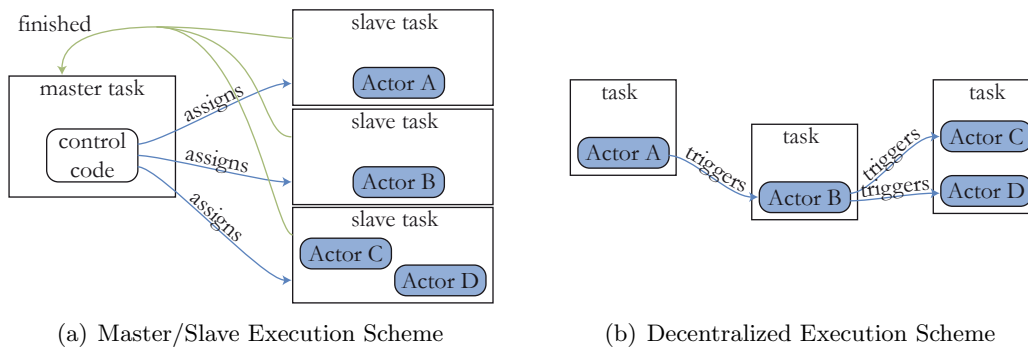 finished
master task
control
code
assigns
assigns
assigns
slave task
Actor A
slave task
Actor B
slave task
Actor C
Actor D
(a) Master/Slave Execution Scheme
task
Actor A
triggers
task
Actor B
triggers
triggers
task
Actor C
Actor D
(b) Decentralized Execution Scheme